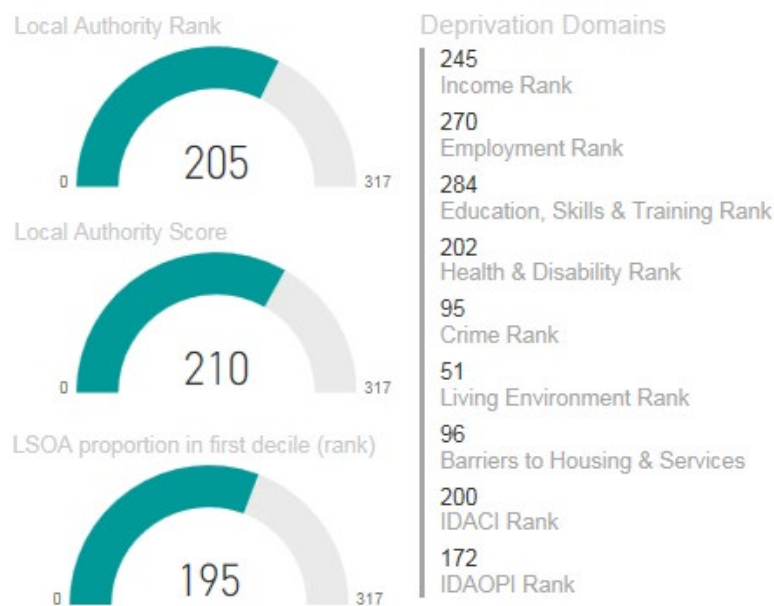 Local Authority Rank
205
0
317
Local Authority Score
210
0
317
LSOA proportion in first decile (rank)
195
0
317
Deprivation Domains
245
Income Rank
270
Employment Rank
284
Education, Skills & Training Rank
202
Health & Disability Rank
95
Crime Rank
51
Living Environment Rank
96
Barriers to Housing & Services
200
IDACI Rank
172
IDAOPI Rank